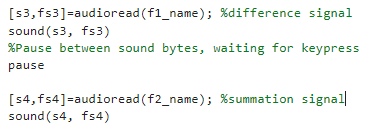 [s3,fs3]=audioread(f1_name); %difference signal
sound(s3, fs3)
%Pause between sound bytes, waiting for keypress
pause
[s4,fs4]=audioread(f2_name); %summation signal
sound(s4, fs4)